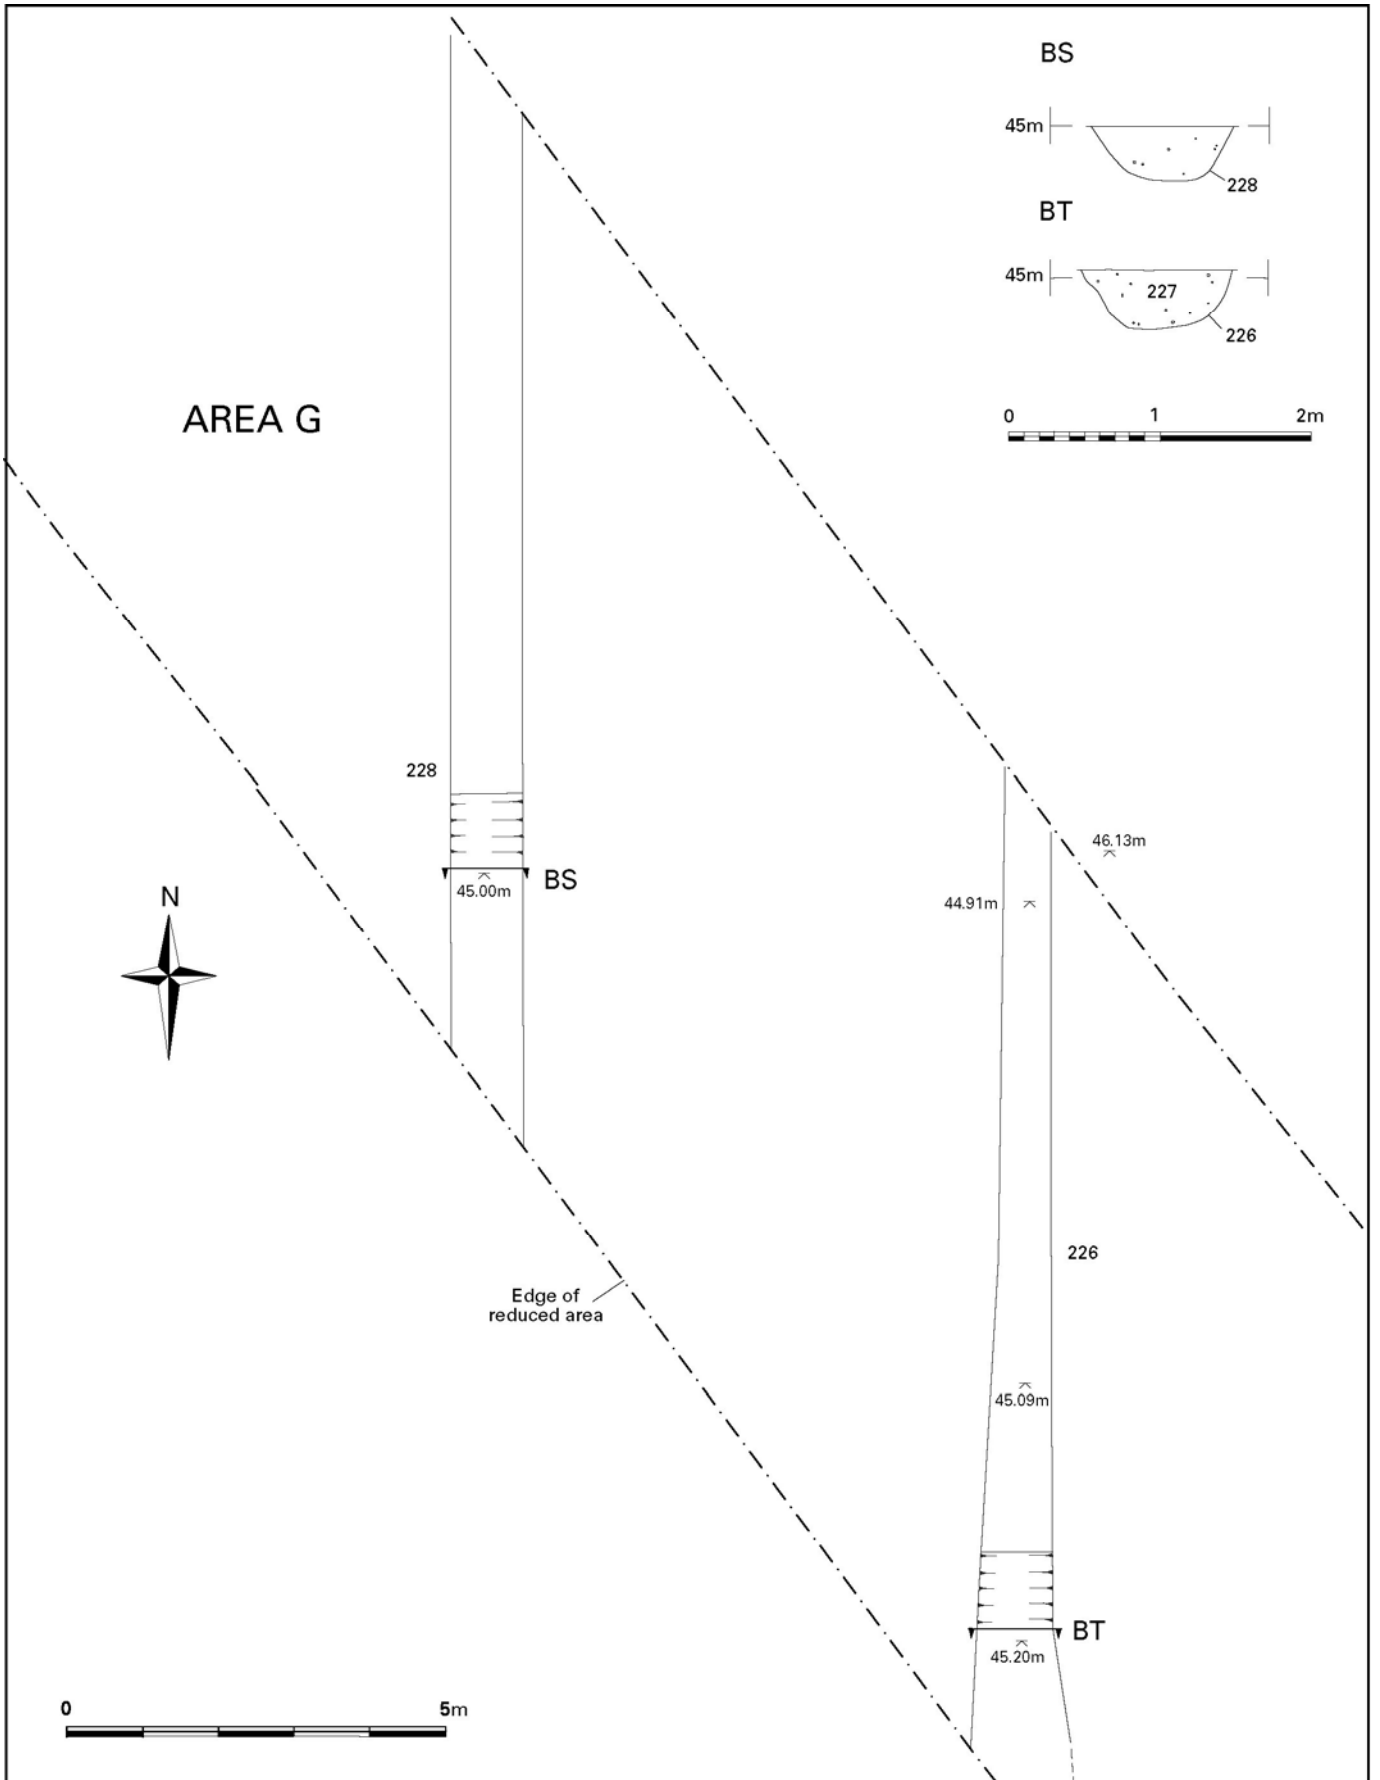 BS
45m
228
BT
45m
227
226
0 1 2m
AREA G
228
46.13m
44.91m
45.00m
BS
N
226
Edge of
reduced area
45.09m
BT
45.20m
0 5m